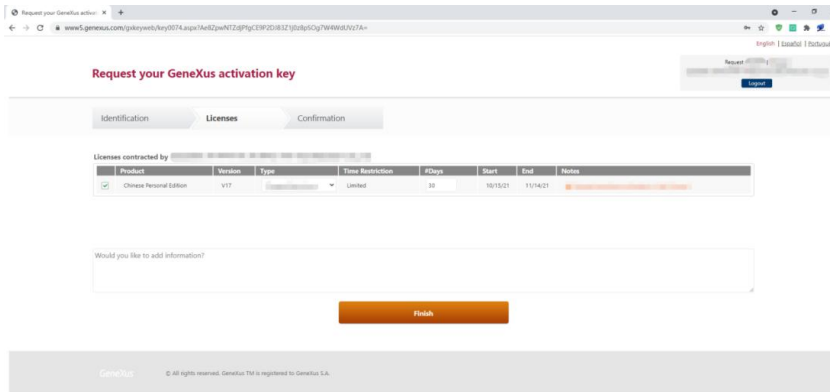 Request your GeneXus activati
www5.genexus.com/gxkeyweb/key0074.aspx?Ae8ZpwNTZdjPfgCE9P2DJ83Z1J0z8pSOg7W4WdUVz7A=
English | Español | Portugu
Request
Request your GeneXus activation key
Logout
Identification Licenses Confirmation
Licenses contracted by
Product Version Type Time Restriction #Days Start End Notes
Chinese Personal Edition V17 Limited 30 10/15/21 11/14/21
Would you like to add information?
Finish
GeneXus © All rights reserved. GeneXus TM is registered to GeneXus S.A.